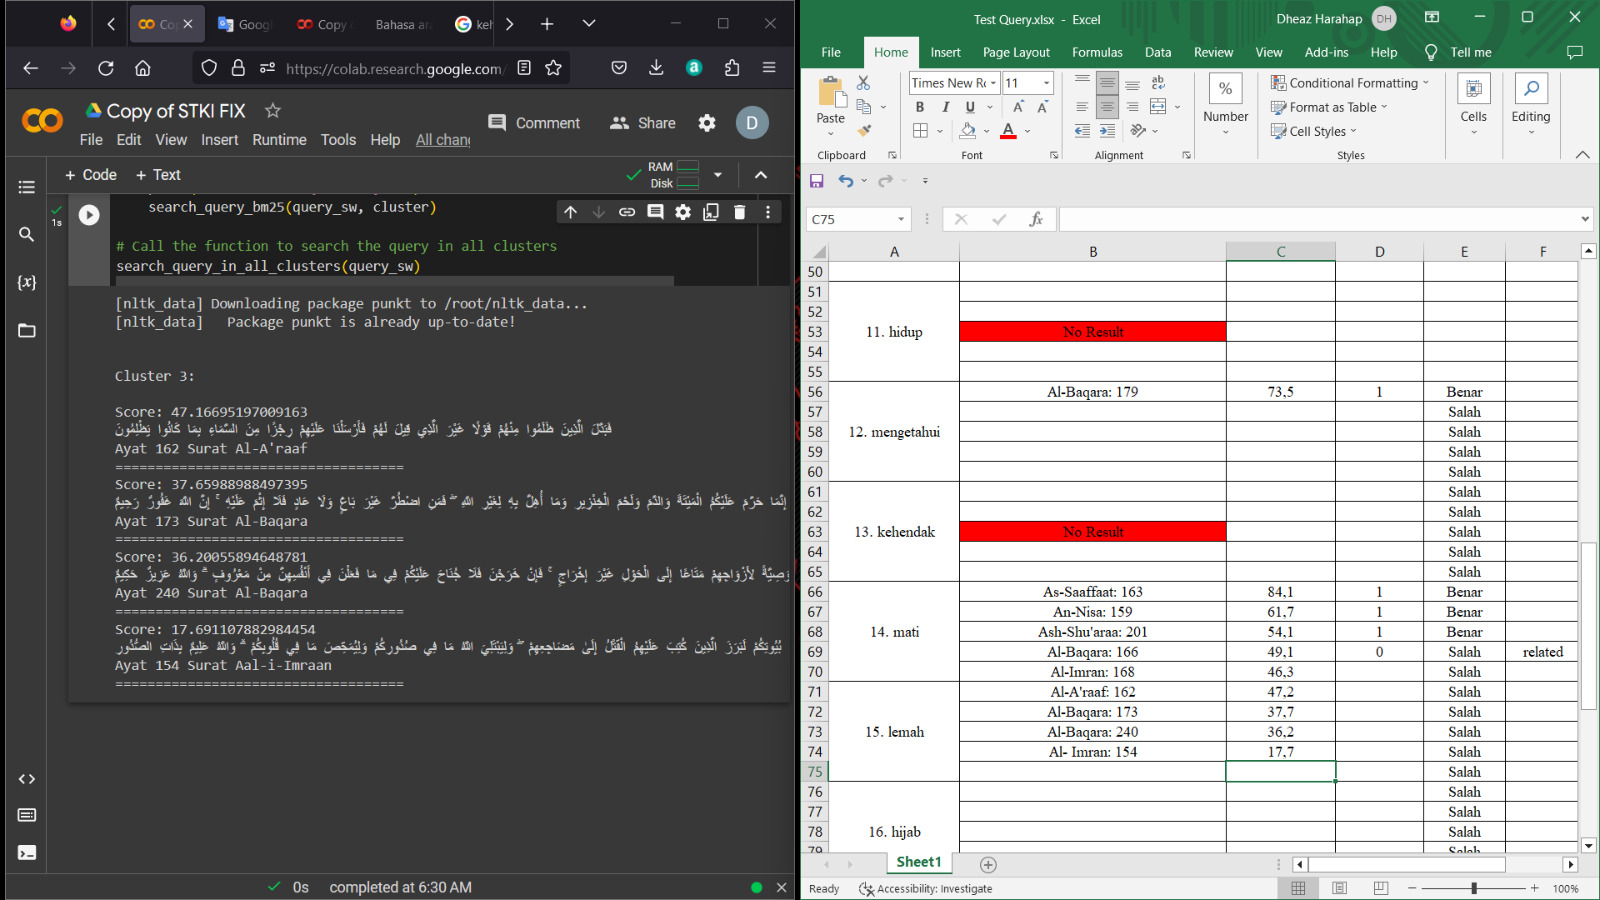 Co
Goog
Copy
Bahasa ar
keh
https://colab.research.google.com/
Copy of STKI FIX
File Edit View Insert Runtime Tools Help All chang
Comment
Share
D
+ Code + Text
RAM
Disk
1s
search_query_bm25(query_sw, cluster)
# Call the function to search the query in all clusters
search_query_in_all_clusters(query_sw)
[nltk_data] Downloading package punkt to /root/nltk_data...
[nltk_data]   Package punkt is already up-to-date!
Cluster 3:
Score: 47.16695197009163
فَبَدَّلَ الَّذِينَ ظَلَمُوا مِنْهُمْ قَوْلًا غَيْرَ الَّذِي قِيلَ لَهُمْ فَأَرْسَلْنَا عَلَيْهِمْ رِجْزًا مِنَ السَّمَاءِ بِمَا كَانُوا يَظْلِمُونَ
Ayat 162 Surat Al-A'raaf
====================================
Score: 37.65988988497395
إِنَّمَا حَرَّمَ عَلَيْكُمُ الْمَيْتَةَ وَالدَّمَ وَلَحْمَ الْخِنْزِيرِ وَمَا أُهِلَّ بِهِ لِغَيْرِ اللَّهِ ۖ فَمَنِ اضْطُرَّ غَيْرَ بَاغٍ وَلَا عَادٍ فَلَا إِثْمَ عَلَيْهِ ۚ إِنَّ اللَّهَ غَفُورٌ رَحِيمٌ
Ayat 173 Surat Al-Baqara
====================================
Score: 36.20055894648781
وَصِيَّةً لِأَزْوَاجِهِمْ مَتَاعًا إِلَى الْحَوْلِ غَيْرَ إِخْرَاجٍ ۚ فَإِنْ خَرَجْنَ فَلَا جُنَاحَ عَلَيْكُمْ فِي مَا فَعَلْنَ فِي أَنْفُسِهِنَّ مِنْ مَعْرُوفٍ ۗ وَاللَّهُ عَزِيزٌ حَكِيمٌ
Ayat 240 Surat Al-Baqara
====================================
Score: 17.691107882984454
بُيُوتِكُمْ لَبَرَزَ الَّذِينَ كُتِبَ عَلَيْهِمُ الْقَتْلُ إِلَىٰ مَضَاجِعِهِمْ ۖ وَلِيَبْتَلِيَ اللَّهُ مَا فِي صُدُورِكُمْ وَلِيُمَحِّصَ مَا فِي قُلُوبِكُمْ ۗ وَاللَّهُ عَلِيمٌ بِذَاتِ الصُّدُورِ
Ayat 154 Surat Aal-i-Imraan
====================================
0s completed at 6:30 AM
Test Query.xlsx - Excel
Dheaz Harahap DH
File Home Insert Page Layout Formulas Data Review View Add-ins Help Tell me
Paste
Clipboard
Times New Ro 11
B I U
Font
Alignment
%
Number
Conditional Formatting
Format as Table
Cell Styles
Styles
Cells
Editing
C75
fx
A B C D E F
50
51
52
53 11. hidup No Result
54
55
56 Al-Baqara: 179 73,5 1 Benar
57 Salah
58 12. mengetahui Salah
59 Salah
60 Salah
61 Salah
62 Salah
63 13. kehendak No Result Salah
64 Salah
65 Salah
66 As-Saaffaat: 163 84,1 1 Benar
67 An-Nisa: 159 61,7 1 Benar
68 14. mati Ash-Shu'araa: 201 54,1 1 Benar
69 Al-Baqara: 166 49,1 0 Salah related
70 Al-Imran: 168 46,3 Salah
71 Al-A'raaf: 162 47,2 Salah
72 Al-Baqara: 173 37,7 Salah
73 15. lemah Al-Baqara: 240 36,2 Salah
74 Al- Imran: 154 17,7 Salah
75 Salah
76 Salah
77 Salah
78 16. hijab Salah
79 Salah
Sheet1
Ready Accessibility: Investigate
100%